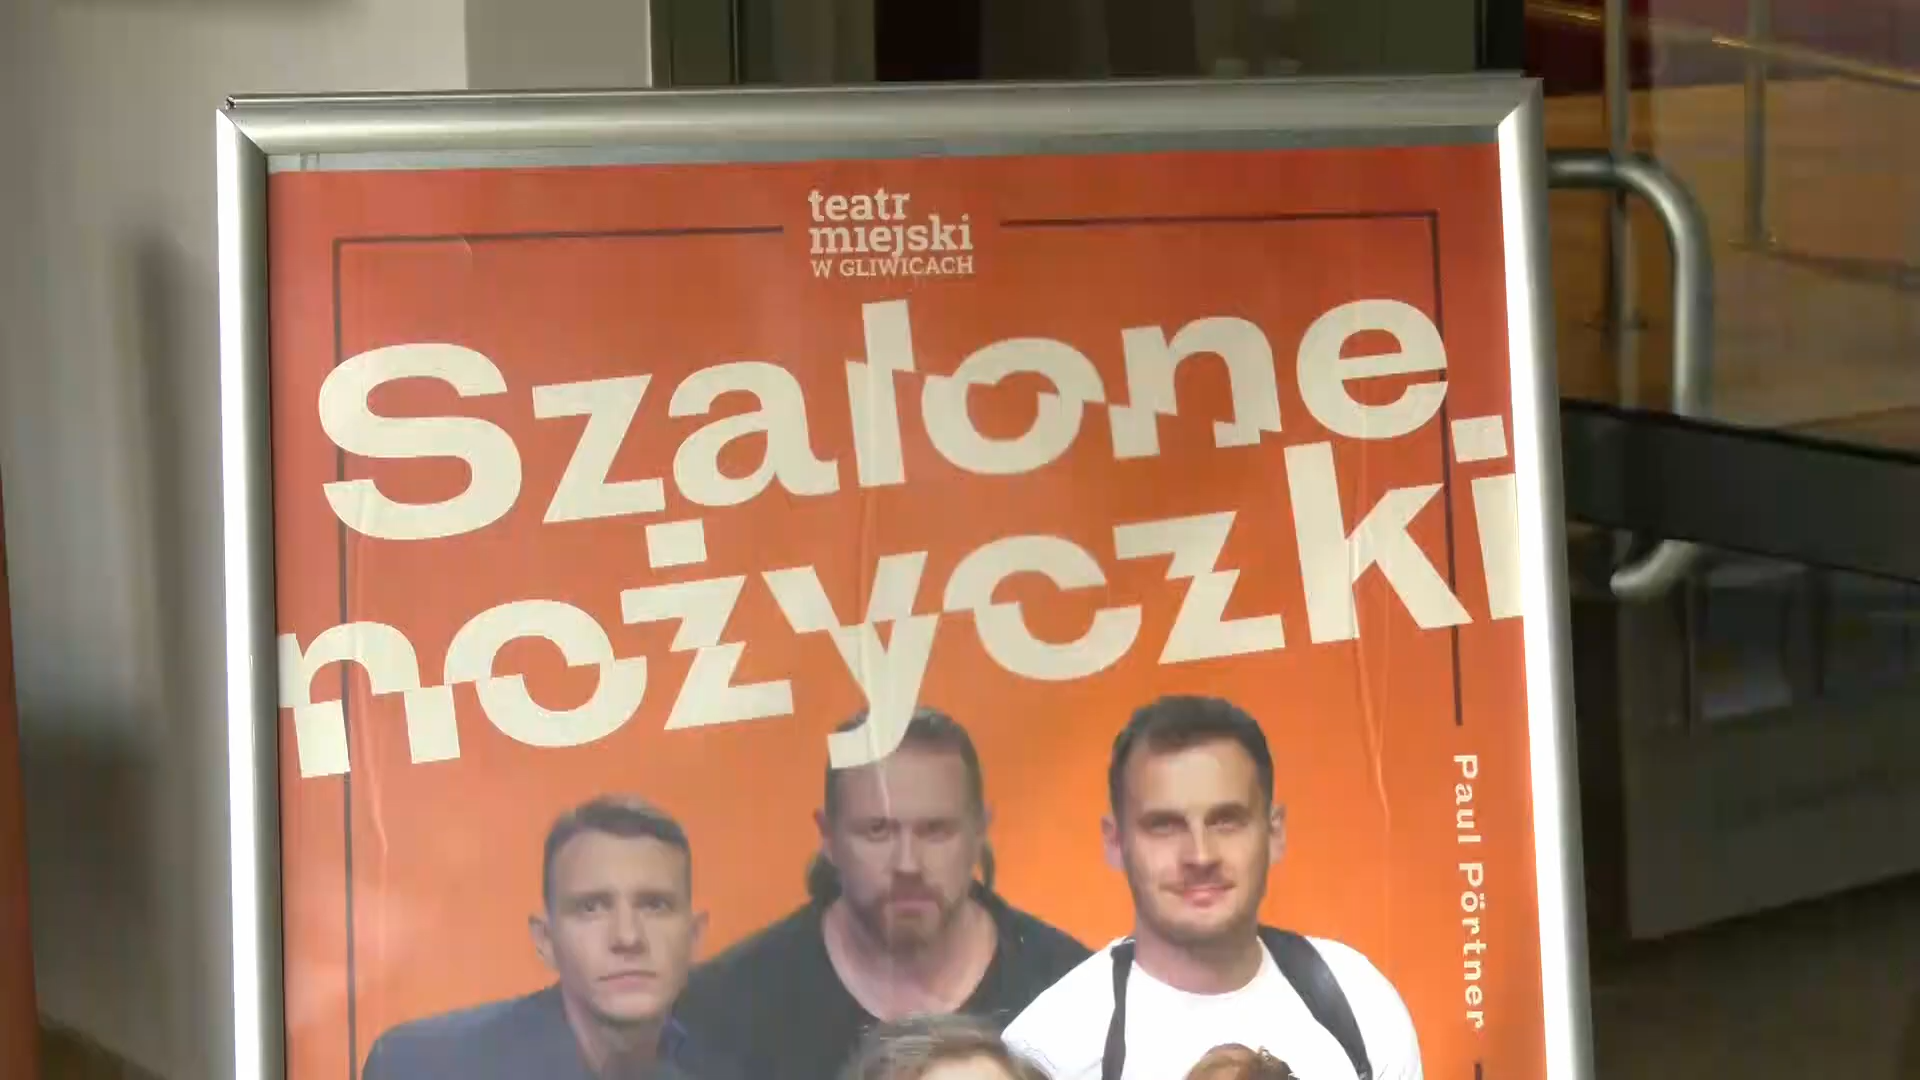 teatr
miejski
W GLIWICACH
Szalone
nożyczki
Paul Pörtner